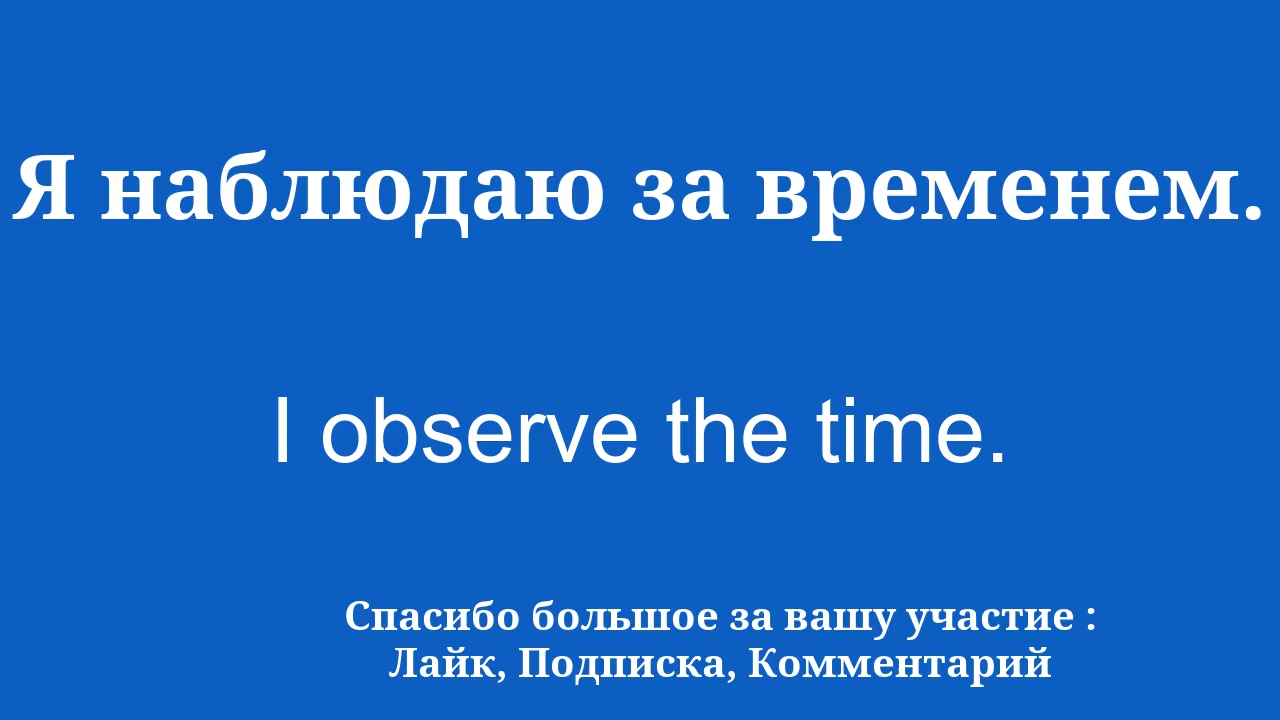 Я наблюдаю за временем.
I observe the time.
Спасибо большое за вашу участие :
Лайк, Подписка, Комментарий